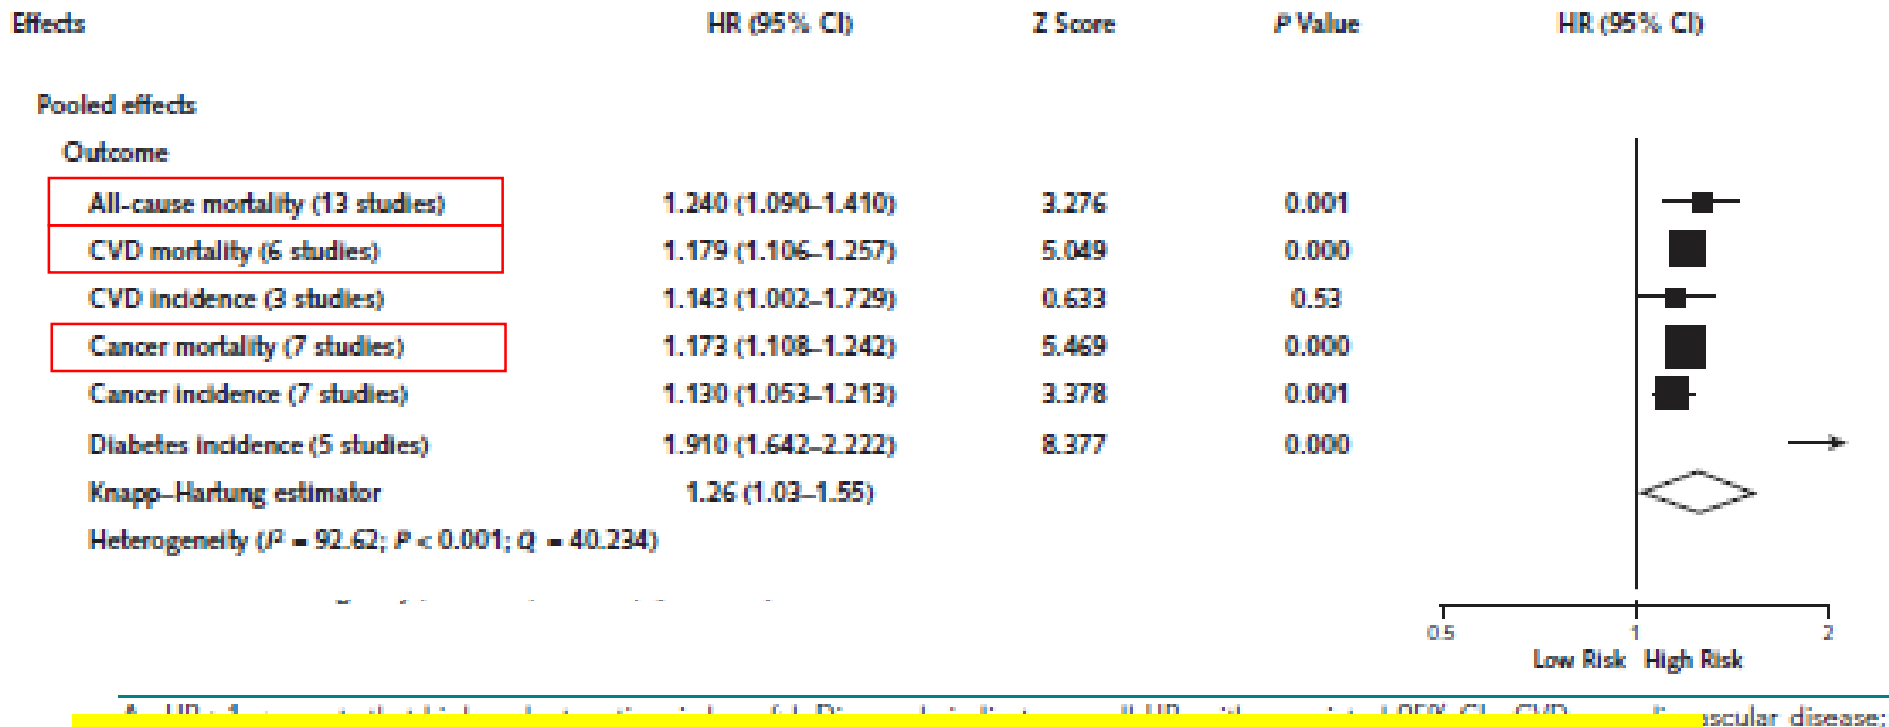 Effects HR (95% CI) Z Score P Value HR (95% CI)
Pooled effects
Outcome
All-cause mortality (13 studies) 1.240 (1.090–1.410) 3.276 0.001
CVD mortality (6 studies) 1.179 (1.106–1.257) 5.049 0.000
CVD incidence (3 studies) 1.143 (1.002–1.729) 0.633 0.53
Cancer mortality (7 studies) 1.173 (1.108–1.242) 5.469 0.000
Cancer incidence (7 studies) 1.130 (1.053–1.213) 3.378 0.001
Diabetes incidence (5 studies) 1.910 (1.642–2.222) 8.377 0.000
Knapp–Hartung estimator 1.26 (1.03–1.55)
Heterogeneity (I² = 92.62; P < 0.001; Q = 40.234)
0.5 1 2
Low Risk High Risk
disease;